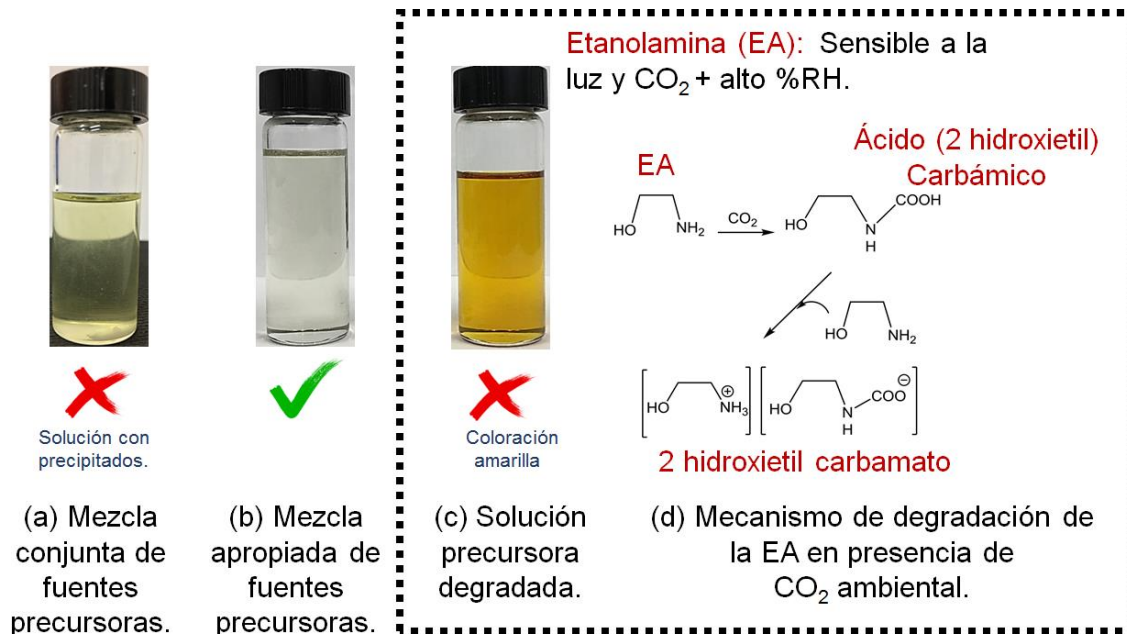 Etanolamina (EA): Sensible a la
luz y CO₂ + alto %RH.
EA
Ácido (2 hidroxietil)
Carbámico
HO
NH₂
CO₂
HO
N
H
COOH
HO
NH₂
HO
⊕
NH₃
HO
N
H
COO
⊖
2 hidroxietil carbamato
Solución con
precipitados.
Coloración
amarilla
(a) Mezcla
conjunta de
fuentes
precursoras.
(b) Mezcla
apropiada de
fuentes
precursoras.
(c) Solución
precursora
degradada.
(d) Mecanismo de degradación de
la EA en presencia de
CO₂ ambiental.